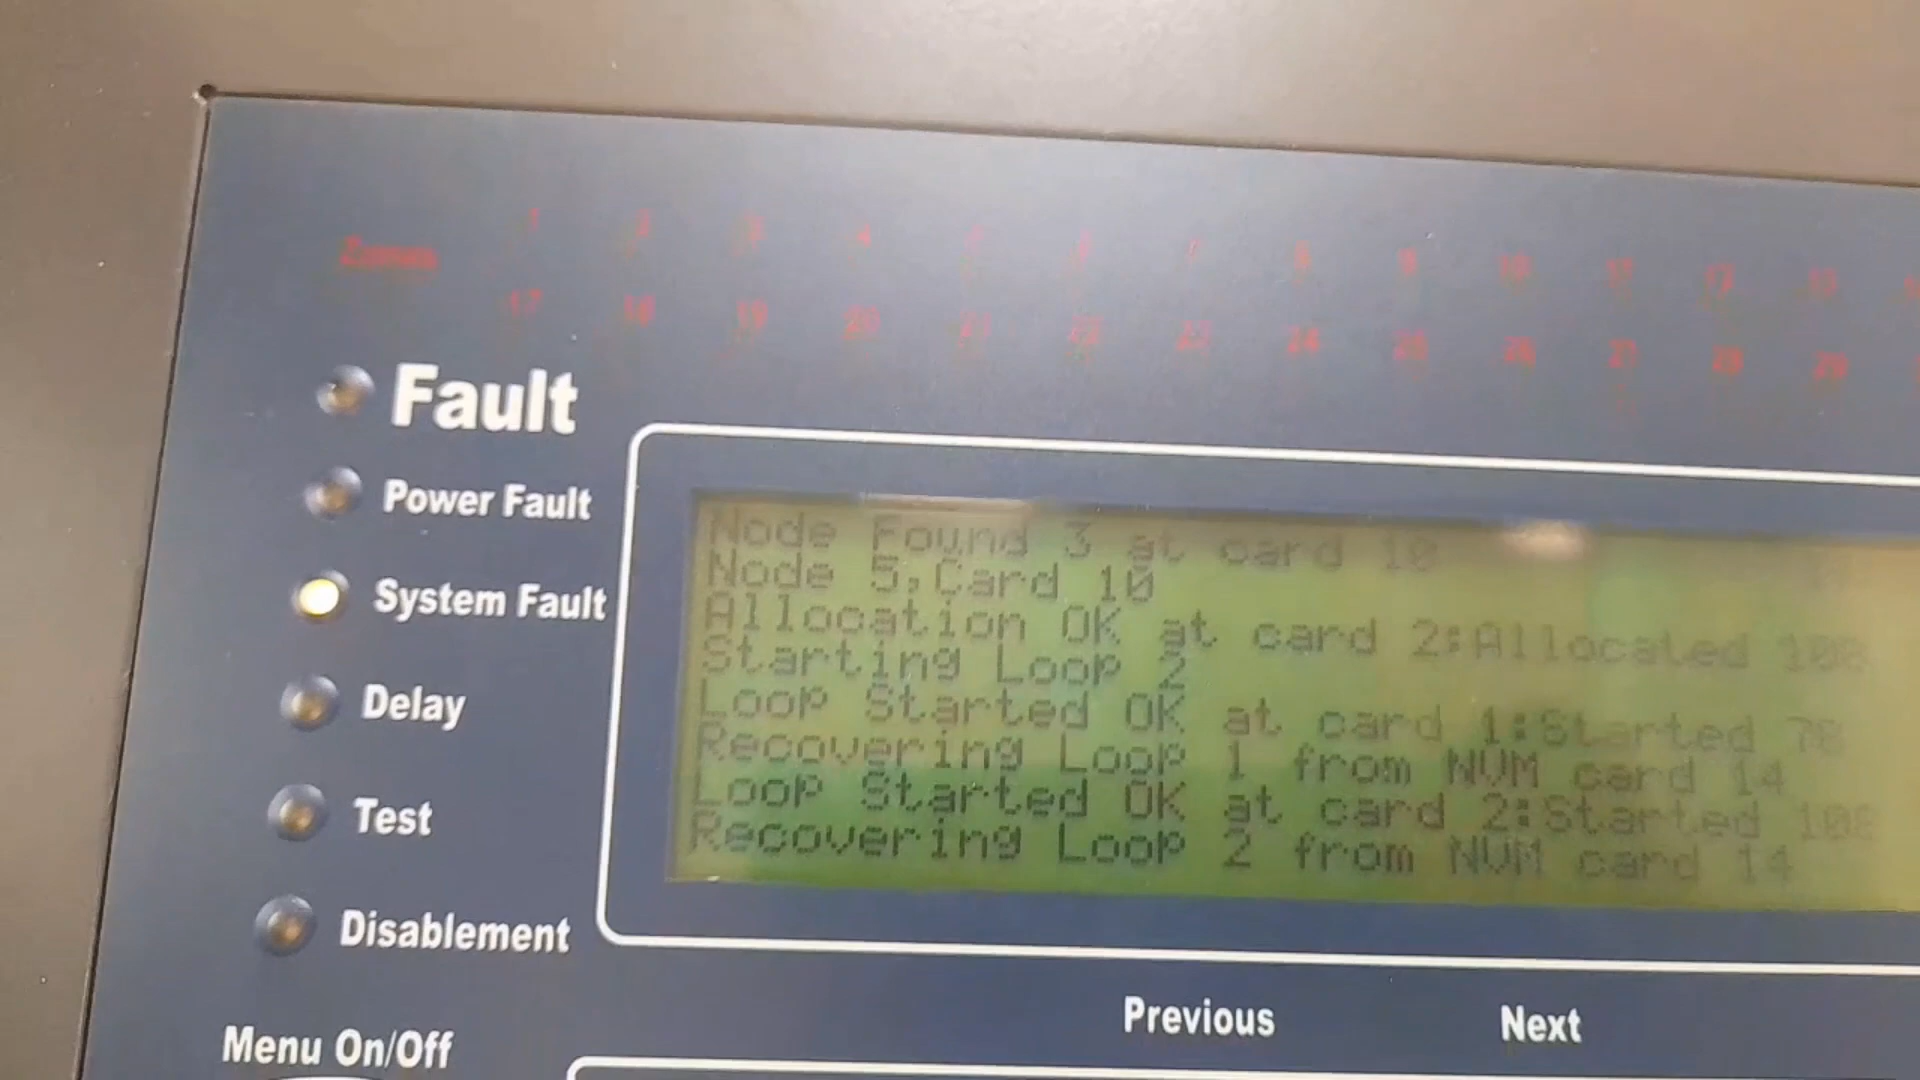 Zones 1 2 3 4 6 7 8 9 10 11 12 13
17 18 19 20 21 22 23 24 25 26 27 28 29
Fault
Power Fault
System Fault
Delay
Test
Disablement
Menu On/Off
Node Found 3 at card 10
Node 5,Card 10
Allocation OK at card 2:Allocated
Starting Loop 2
Loop Started OK at card 1:Started
Recovering Loop 1 from NVM card 14
Loop Started OK at card 2:Started
Recovering Loop 2 from NVM card 14
Previous Next